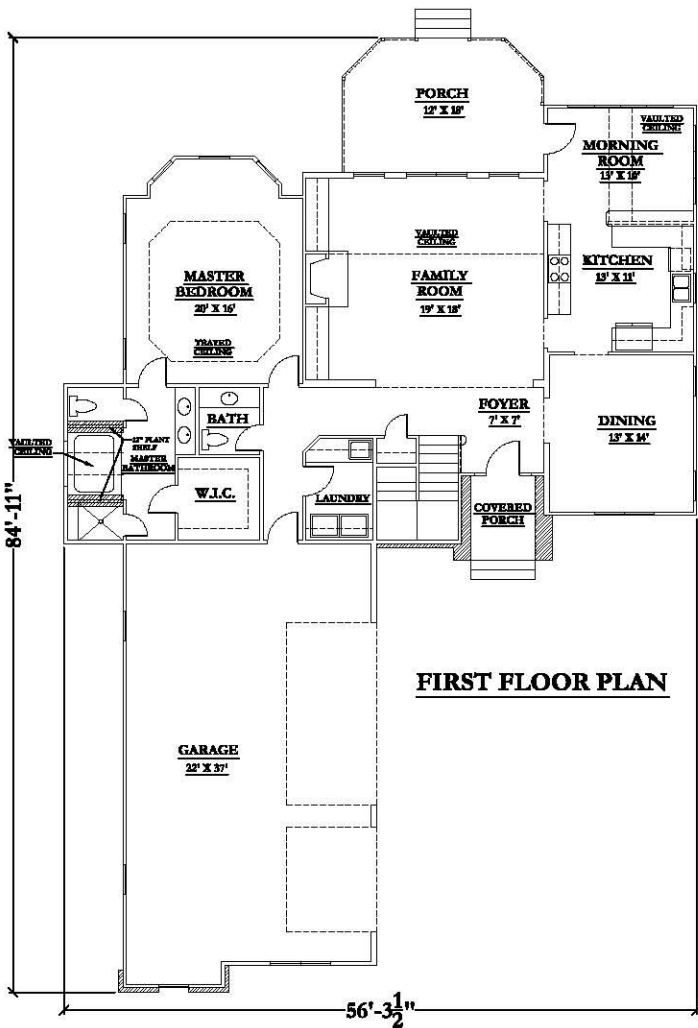 PORCH
12' X 18'
VAULTED
CEILING
MORNING
ROOM
13' X 16'
VAULTED
CEILING
FAMILY
ROOM
19' X 18'
KITCHEN
13' X 11'
MASTER
BEDROOM
20' X 16'
TRAYED
CEILING
FOYER
7' X 7'
DINING
13' X 14'
BATH
12" PLANT
SHELF
MASTER
BATHROOM
VAULTED
CEILING
W.I.C.
LAUNDRY
COVERED
PORCH
84'-11"
FIRST FLOOR PLAN
GARAGE
22' X 37'
56'-3 1/2"